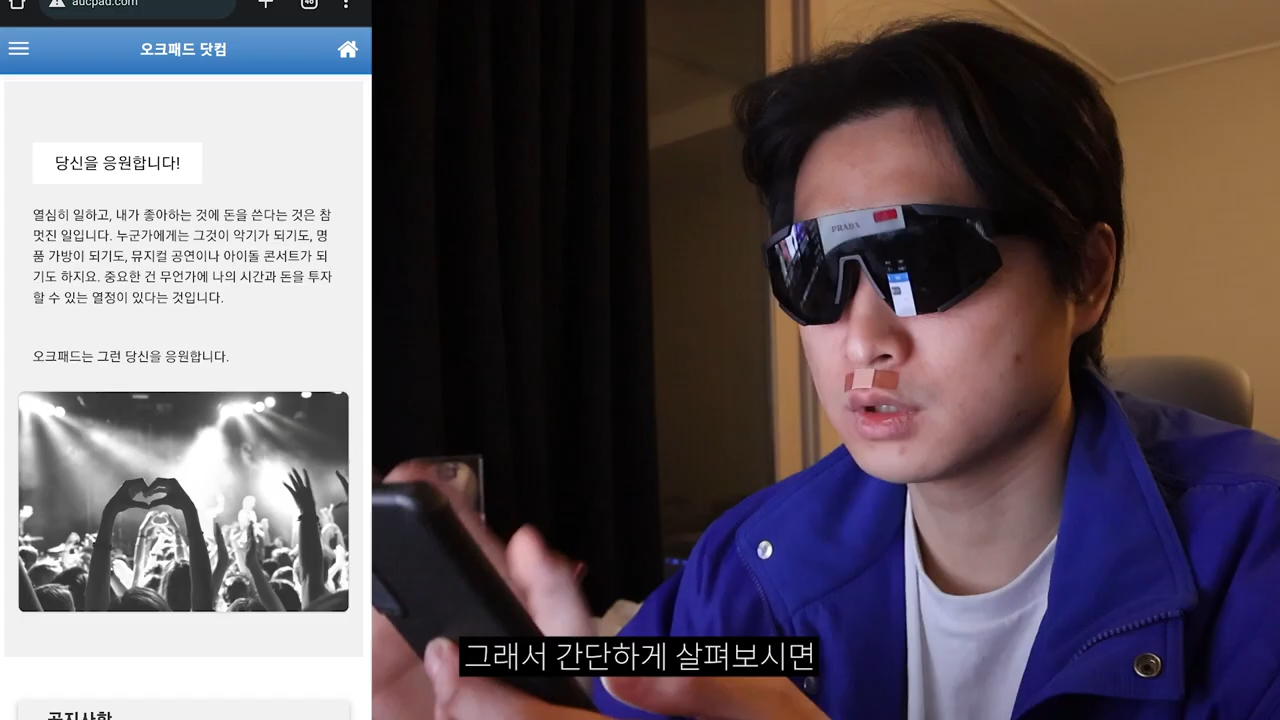 aucpad.com
48
오크패드 닷컴
당신을 응원합니다!
열심히 일하고, 내가 좋아하는 것에 돈을 쓴다는 것은 참
멋진 일입니다. 누군가에게는 그것이 악기가 되기도, 명
품 가방이 되기도, 뮤지컬 공연이나 아이돌 콘서트가 되
기도 하지요. 중요한 건 무언가에 나의 시간과 돈을 투자
할 수 있는 열정이 있다는 것입니다.
오크패드는 그런 당신을 응원합니다.
공지사항
PRADA
그래서 간단하게 살펴보시면